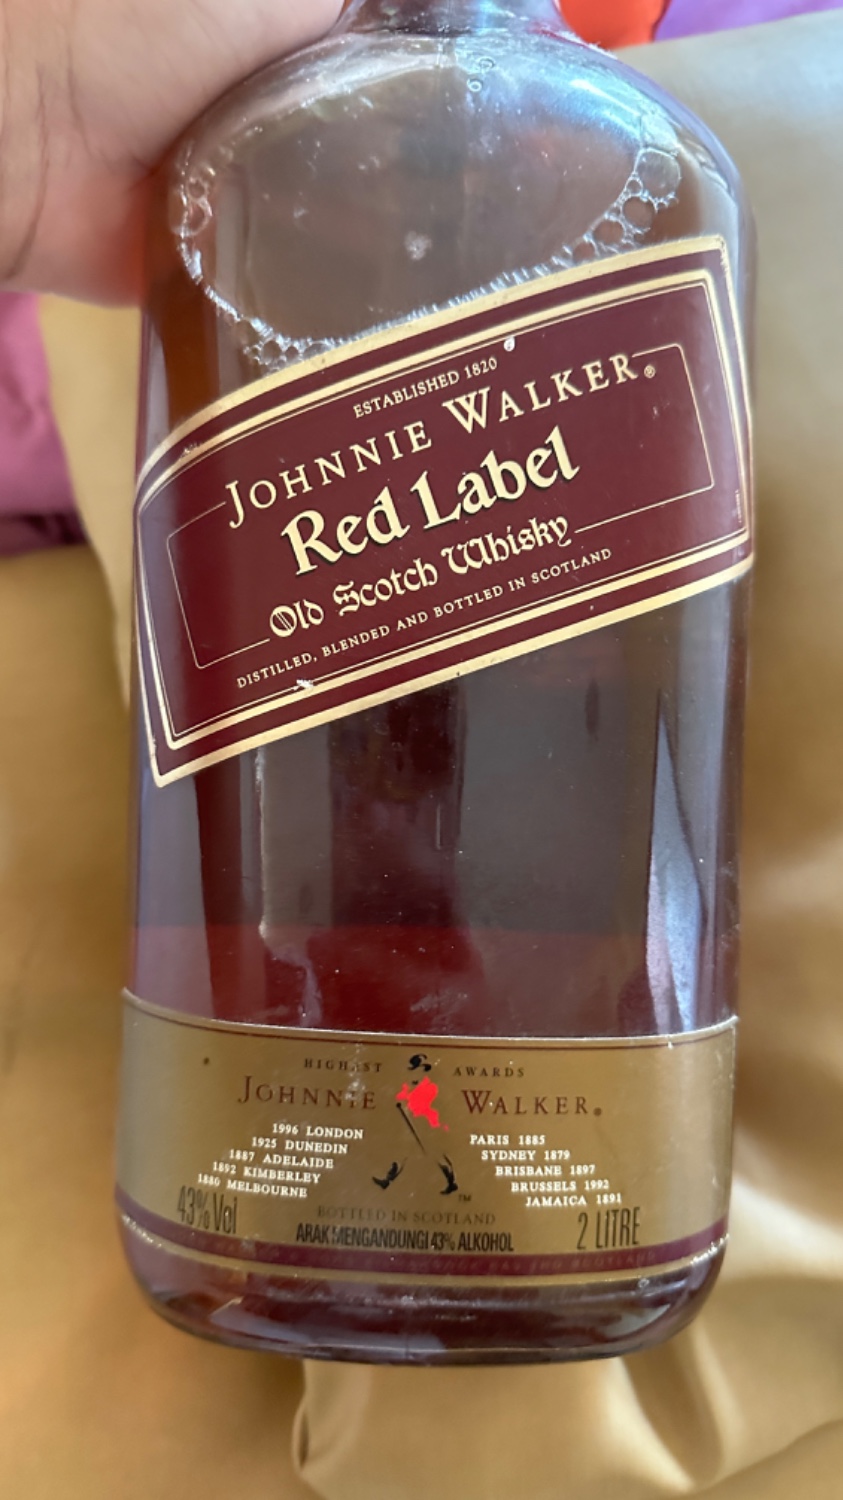 ESTABLISHED 1820
JOHNNIE WALKER®
Red Label
Old Scotch Whisky
DISTILLED, BLENDED AND BOTTLED IN SCOTLAND
HIGHEST AWARDS
JOHNNIE WALKER®
1996 LONDON
1925 DUNEDIN
1887 ADELAIDE
1892 KIMBERLEY
1880 MELBOURNE
PARIS 1885
SYDNEY 1879
BRISBANE 1897
BRUSSELS 1992
JAMAICA 1891
TM
43% Vol
BOTTLED IN SCOTLAND
2 LITRE
ARAK MENGANDUNGI 43% ALKOHOL